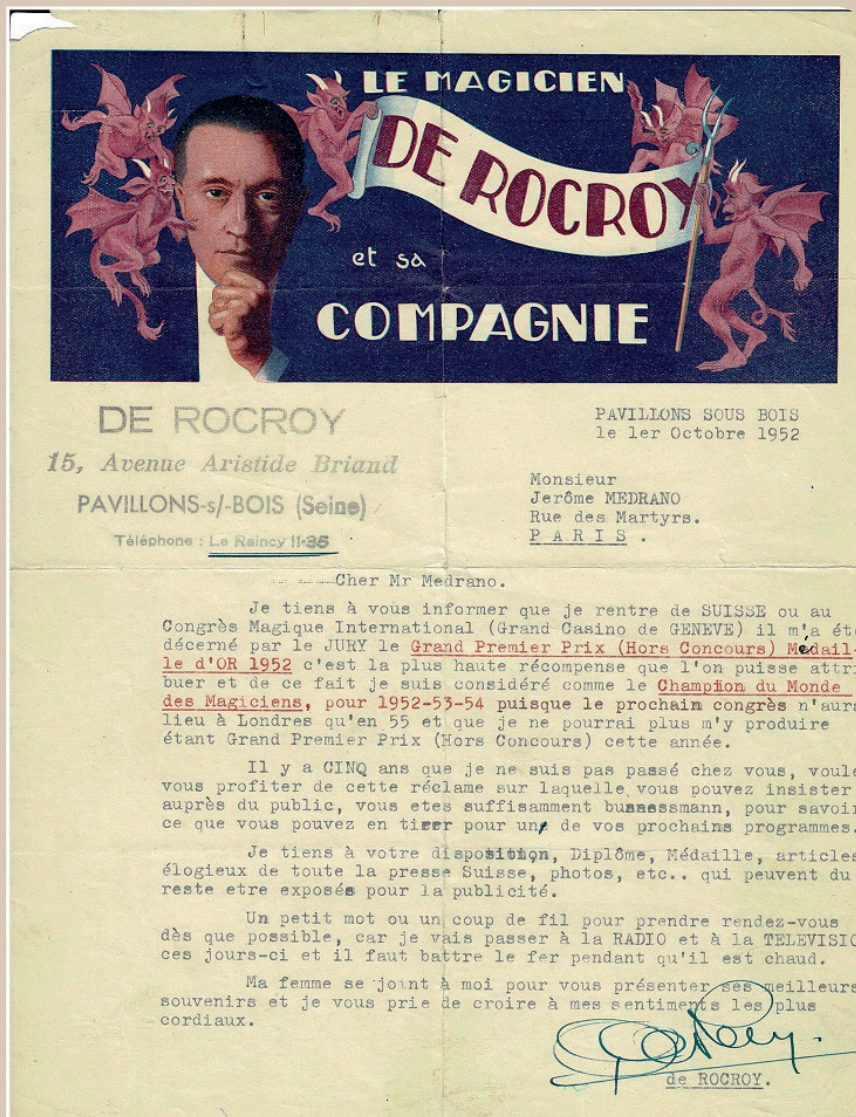 LE MAGICIEN
DE ROCROY
et sa
COMPAGNIE
DE ROCROY
15, Avenue Aristide Briand
PAVILLONS-s/-BOIS (Seine)
Téléphone : Le Raincy 11-35
PAVILLONS SOUS BOIS
le 1er Octobre 1952
Monsieur
Jerôme MEDRANO
Rue des Martyrs.
P A R I S .
Cher Mr Medrano.
Je tiens à vous informer que je rentre de SUISSE ou au
Congrès Magique International (Grand Casino de GENEVE) il m'a été
décerné par le JURY le Grand Premier Prix (Hors Concours) Médail-
le d'OR 1952 c'est la plus haute récompense que l'on puisse attri
buer et de ce fait je suis considéré comme le Champion du Monde
des Magiciens, pour 1952-53-54 puisque le prochain congrès n'aura
lieu à Londres qu'en 55 et que je ne pourrai plus m'y produire
étant Grand Premier Prix (Hors Concours) cette année.
Il y a CINQ ans que je ne suis pas passé chez vous, voule
vous profiter de cette réclame sur laquelle vous pouvez insister
auprès du public, vous etes suffisamment busnessmann, pour savoir
ce que vous pouvez en tirer pour un de vos prochains programmes.
Je tiens à votre disposition, Diplôme, Médaille, articles
élogieux de toute la presse Suisse, photos, etc.. qui peuvent du
reste etre exposés pour la publicité.
Un petit mot ou un coup de fil pour prendre rendez-vous
dès que possible, car je vais passer à la RADIO et à la TELEVISIO
ces jours-ci et il faut battre le fer pendant qu'il est chaud.
Ma femme se joint à moi pour vous présenter ses meilleurs
souvenirs et je vous prie de croire à mes sentiments les plus
cordiaux.
de ROCROY.